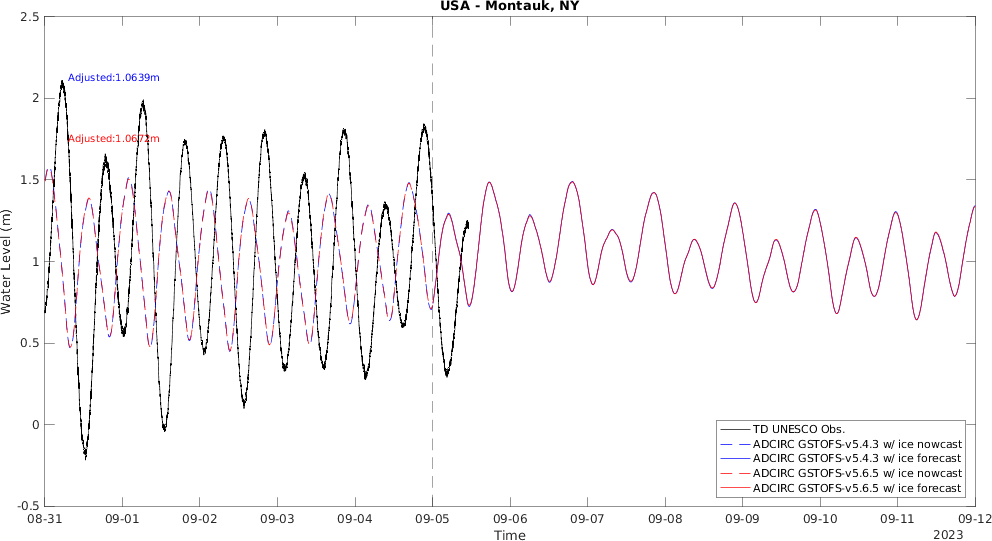 USA - Montauk, NY
2.5
2
1.5
1
0.5
0
-0.5
Water Level (m)
Adjusted:1.0639m
Adjusted:1.0672m
TD UNESCO Obs.
ADCIRC GSTOFS-v5.4.3 w/ ice nowcast
ADCIRC GSTOFS-v5.4.3 w/ ice forecast
ADCIRC GSTOFS-v5.6.5 w/ ice nowcast
ADCIRC GSTOFS-v5.6.5 w/ ice forecast
08-31 09-01 09-02 09-03 09-04 09-05 09-06 09-07 09-08 09-09 09-10 09-11 09-12
Time
2023